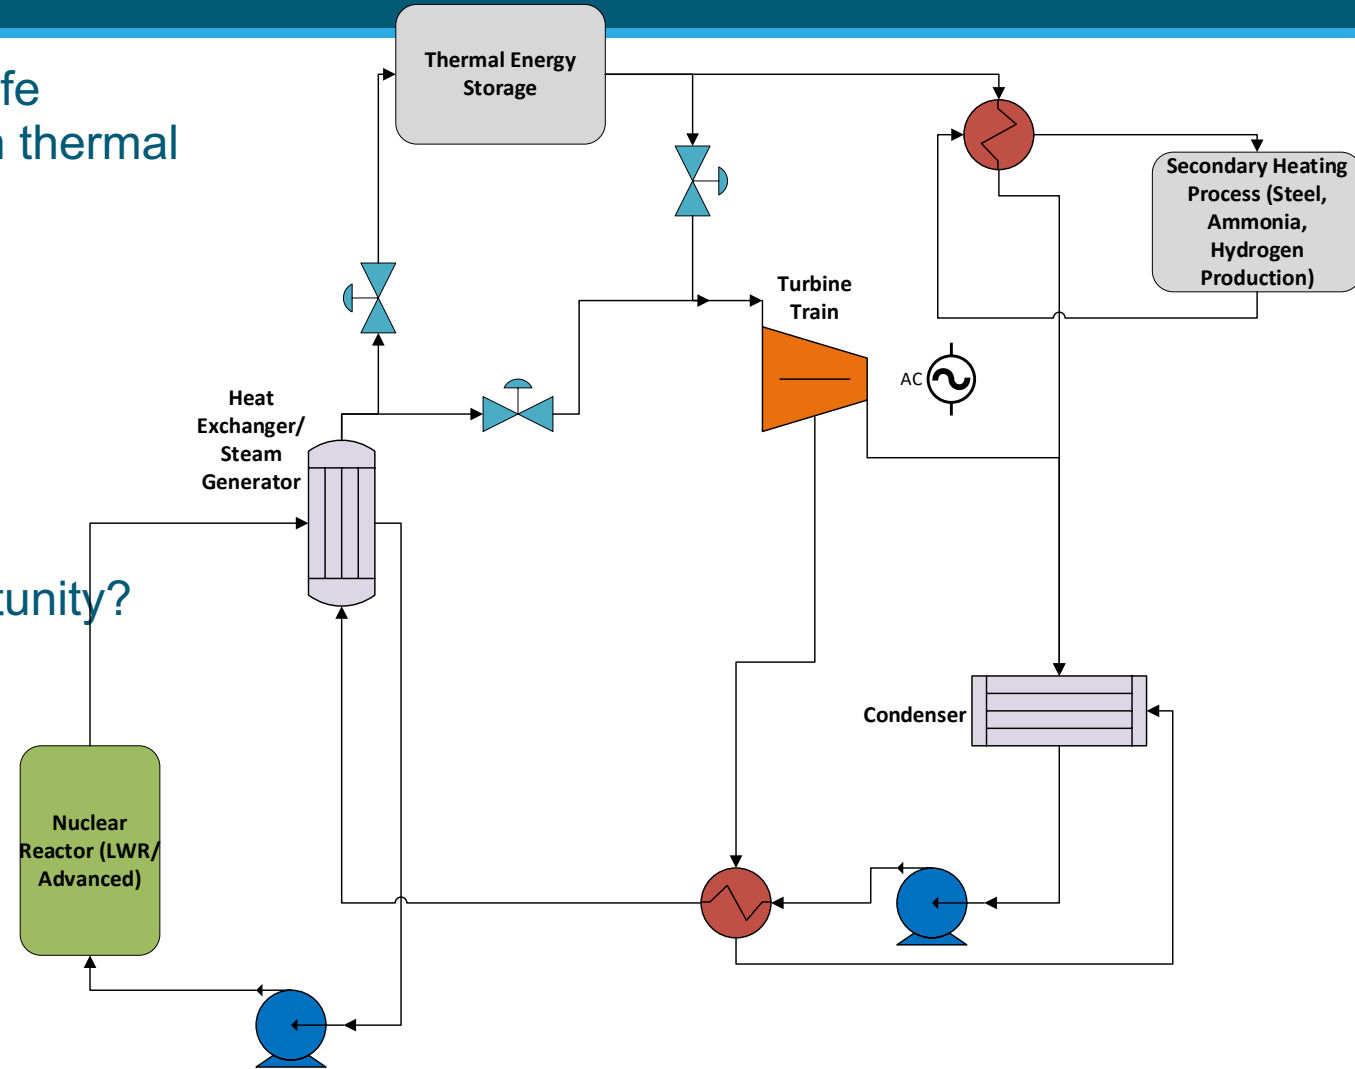 Thermal Energy
Storage
fe
thermal
Secondary Heating
Process (Steel,
Ammonia,
Hydrogen
Production)
Turbine
Train
AC
Heat
Exchanger/
Steam
Generator
tunity?
Condenser
Nuclear
Reactor (LWR/
Advanced)